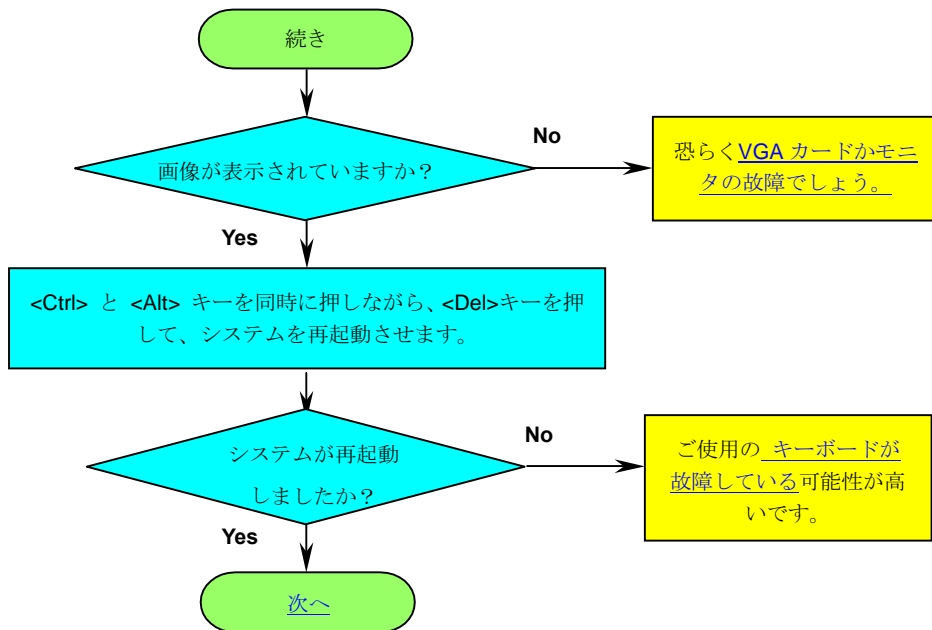 続き
画像が表示されていますか？
No
恐らくVGA カードかモニ
タの故障でしょう。
Yes
<Ctrl> と <Alt> キーを同時に押しながら、<Del>キーを押
して、システムを再起動させます。
システムが再起動
しましたか？
No
ご使用の キーボードが
故障している可能性が高
いです。
Yes
次へ